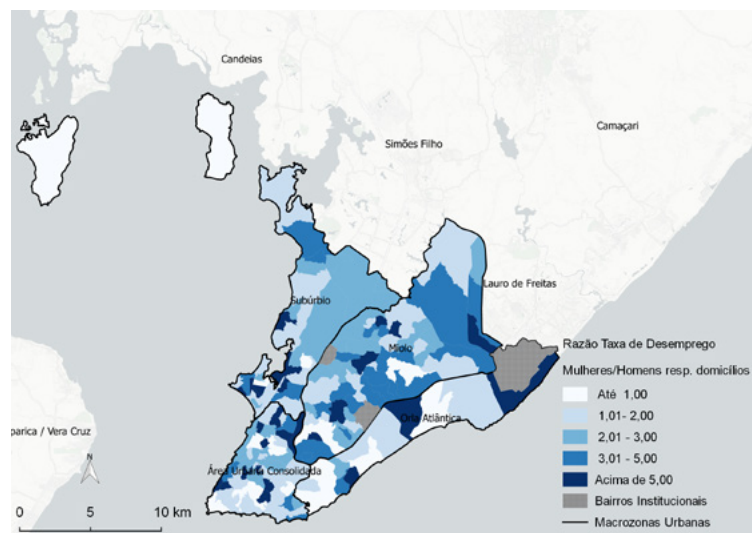 Candeias
Camaçari
Simões Filho
Lauro de Freitas
Subúrbio
Miolo
Orla Atlântica
Área Urbana Consolidada
aparica / Vera Cruz
N
0 5 10 km
Razão Taxa de Desemprego
Mulheres/Homens resp. domicílios
Até 1,00
1,01- 2,00
2,01 - 3,00
3,01 - 5,00
Acima de 5,00
Bairros Institucionais
Macrozonas Urbanas